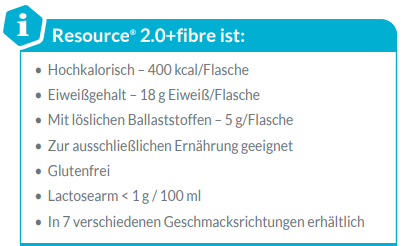 i
Resource® 2.0+fibre ist:
• Hochkalorisch – 400 kcal/Flasche
• Eiweißgehalt – 18 g Eiweiß/Flasche
• Mit löslichen Ballaststoffen – 5 g/Flasche
• Zur ausschließlichen Ernährung geeignet
• Glutenfrei
• Lactosearm < 1 g / 100 ml
• In 7 verschiedenen Geschmacksrichtungen erhältlich